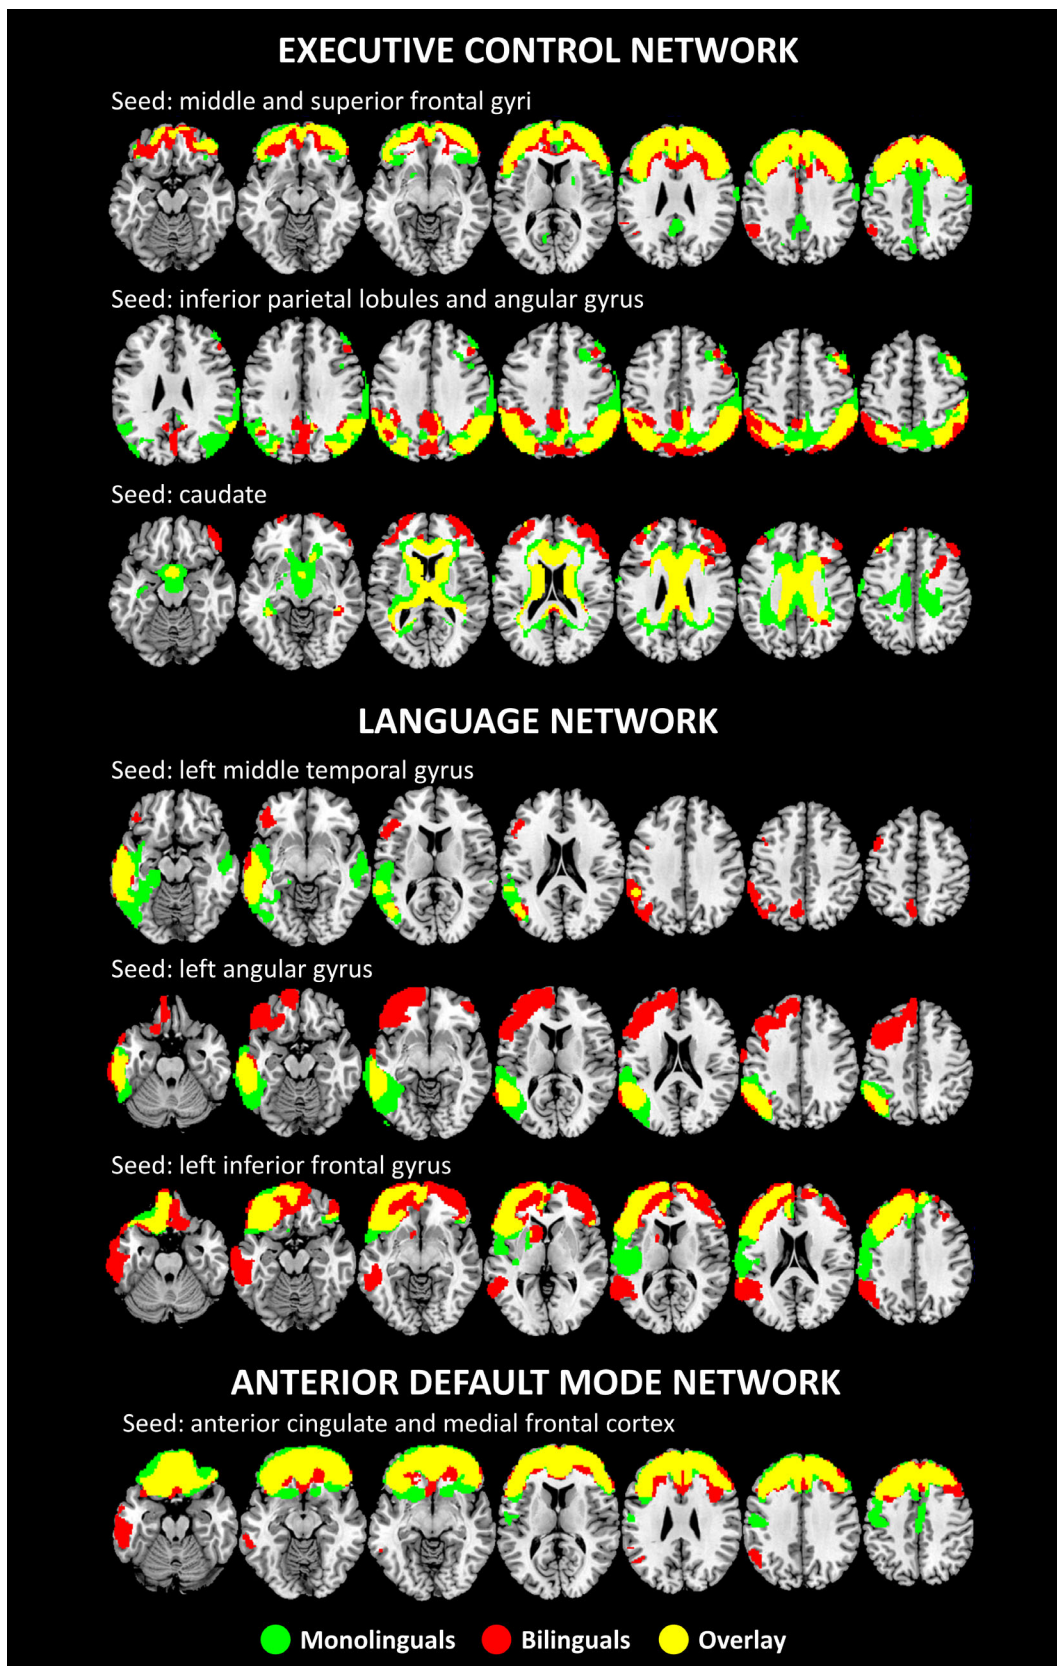 EXECUTIVE CONTROL NETWORK
Seed: middle and superior frontal gyri
Seed: inferior parietal lobules and angular gyrus
Seed: caudate
LANGUAGE NETWORK
Seed: left middle temporal gyrus
Seed: left angular gyrus
Seed: left inferior frontal gyrus
ANTERIOR DEFAULT MODE NETWORK
Seed: anterior cingulate and medial frontal cortex
Monolinguals Bilinguals Overlay